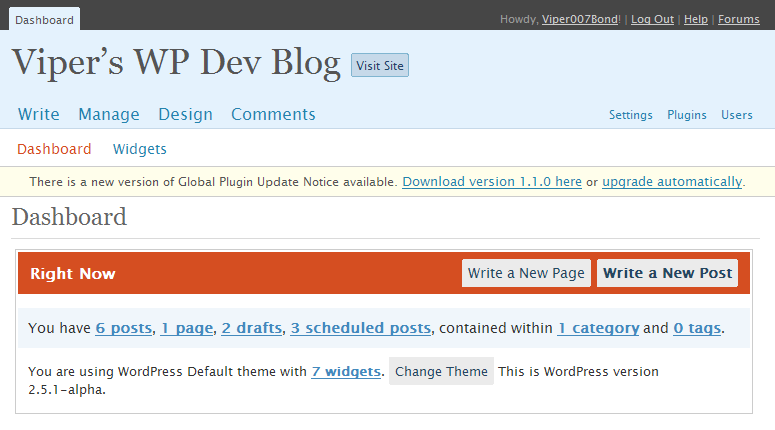 Dashboard
Howdy, Viper007Bond! | Log Out | Help | Forums
Viper’s WP Dev Blog Visit Site
Write Manage Design Comments
Settings Plugins Users
Dashboard Widgets
There is a new version of Global Plugin Update Notice available. Download version 1.1.0 here or upgrade automatically.
Dashboard
Right Now Write a New Page Write a New Post
You have 6 posts, 1 page, 2 drafts, 3 scheduled posts, contained within 1 category and 0 tags.
You are using WordPress Default theme with 7 widgets. Change Theme This is WordPress version
2.5.1-alpha.